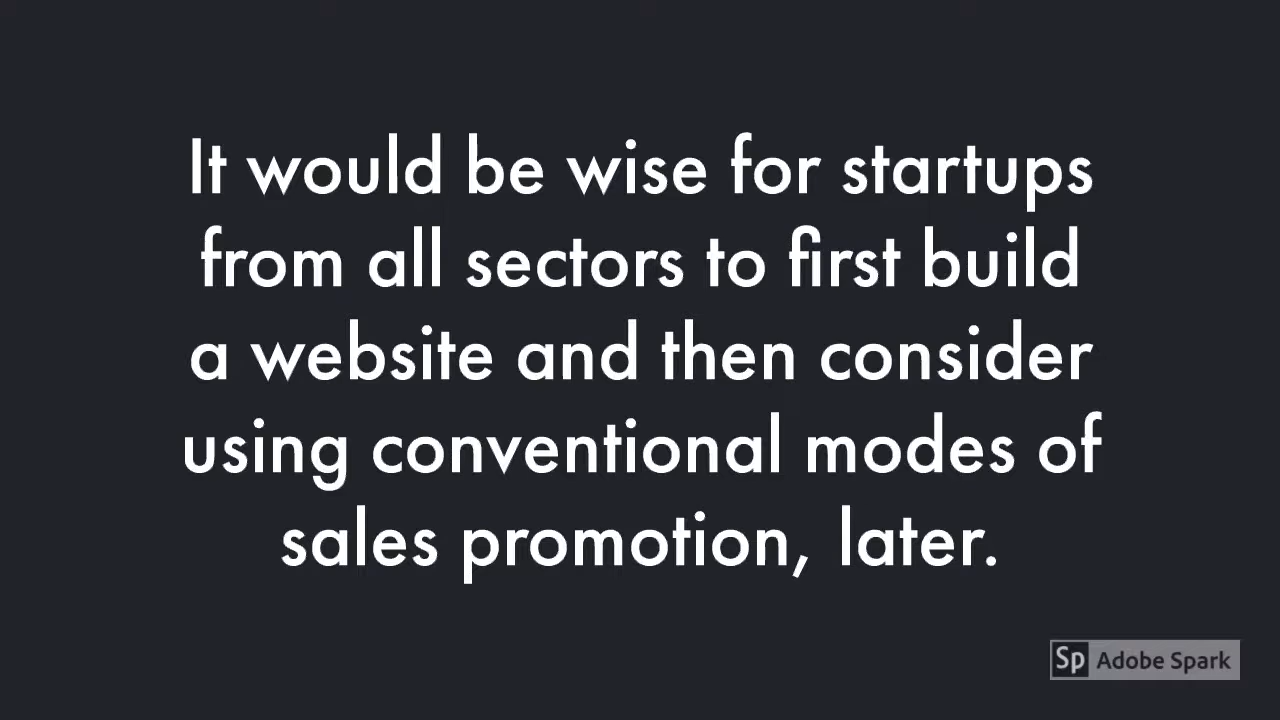 It would be wise for startups
from all sectors to first build
a website and then consider
using conventional modes of
sales promotion, later.
Sp Adobe Spark